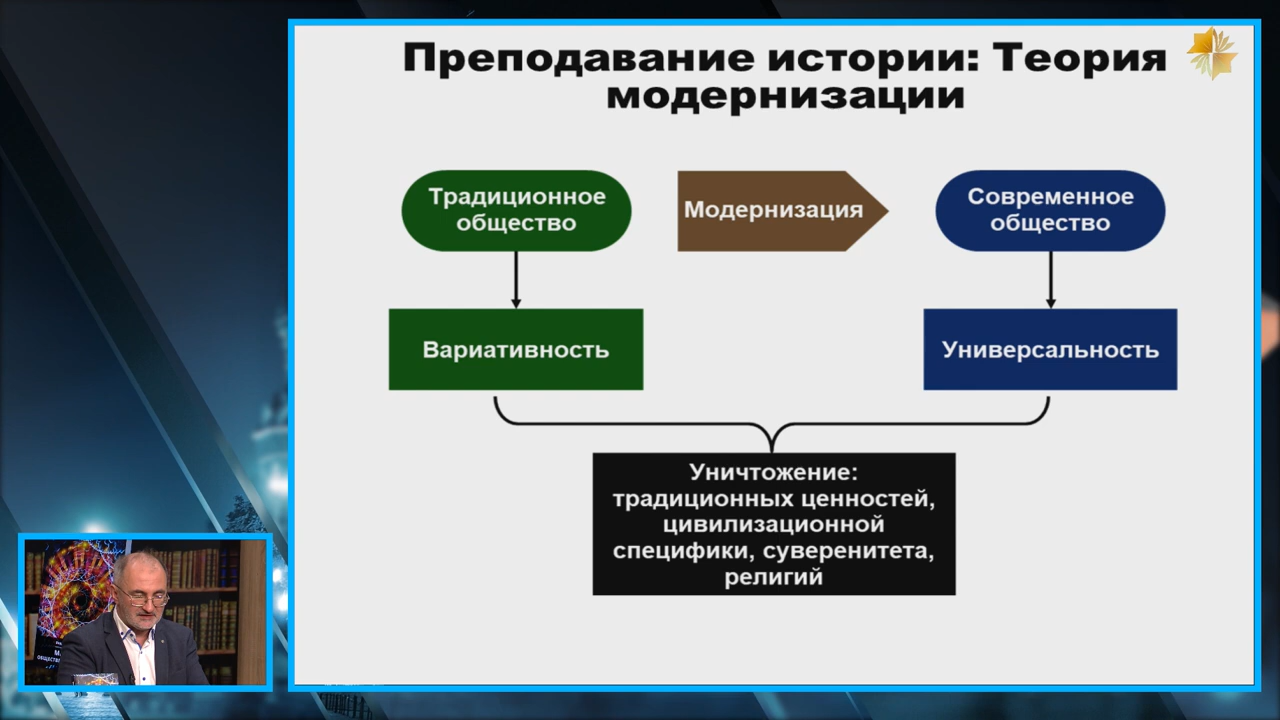 Преподавание истории: Теория
модернизации
Традиционное
общество
Модернизация
Современное
общество
Вариативность
Универсальность
Уничтожение:
традиционных ценностей,
цивилизационной
специфики, суверенитета,
религий